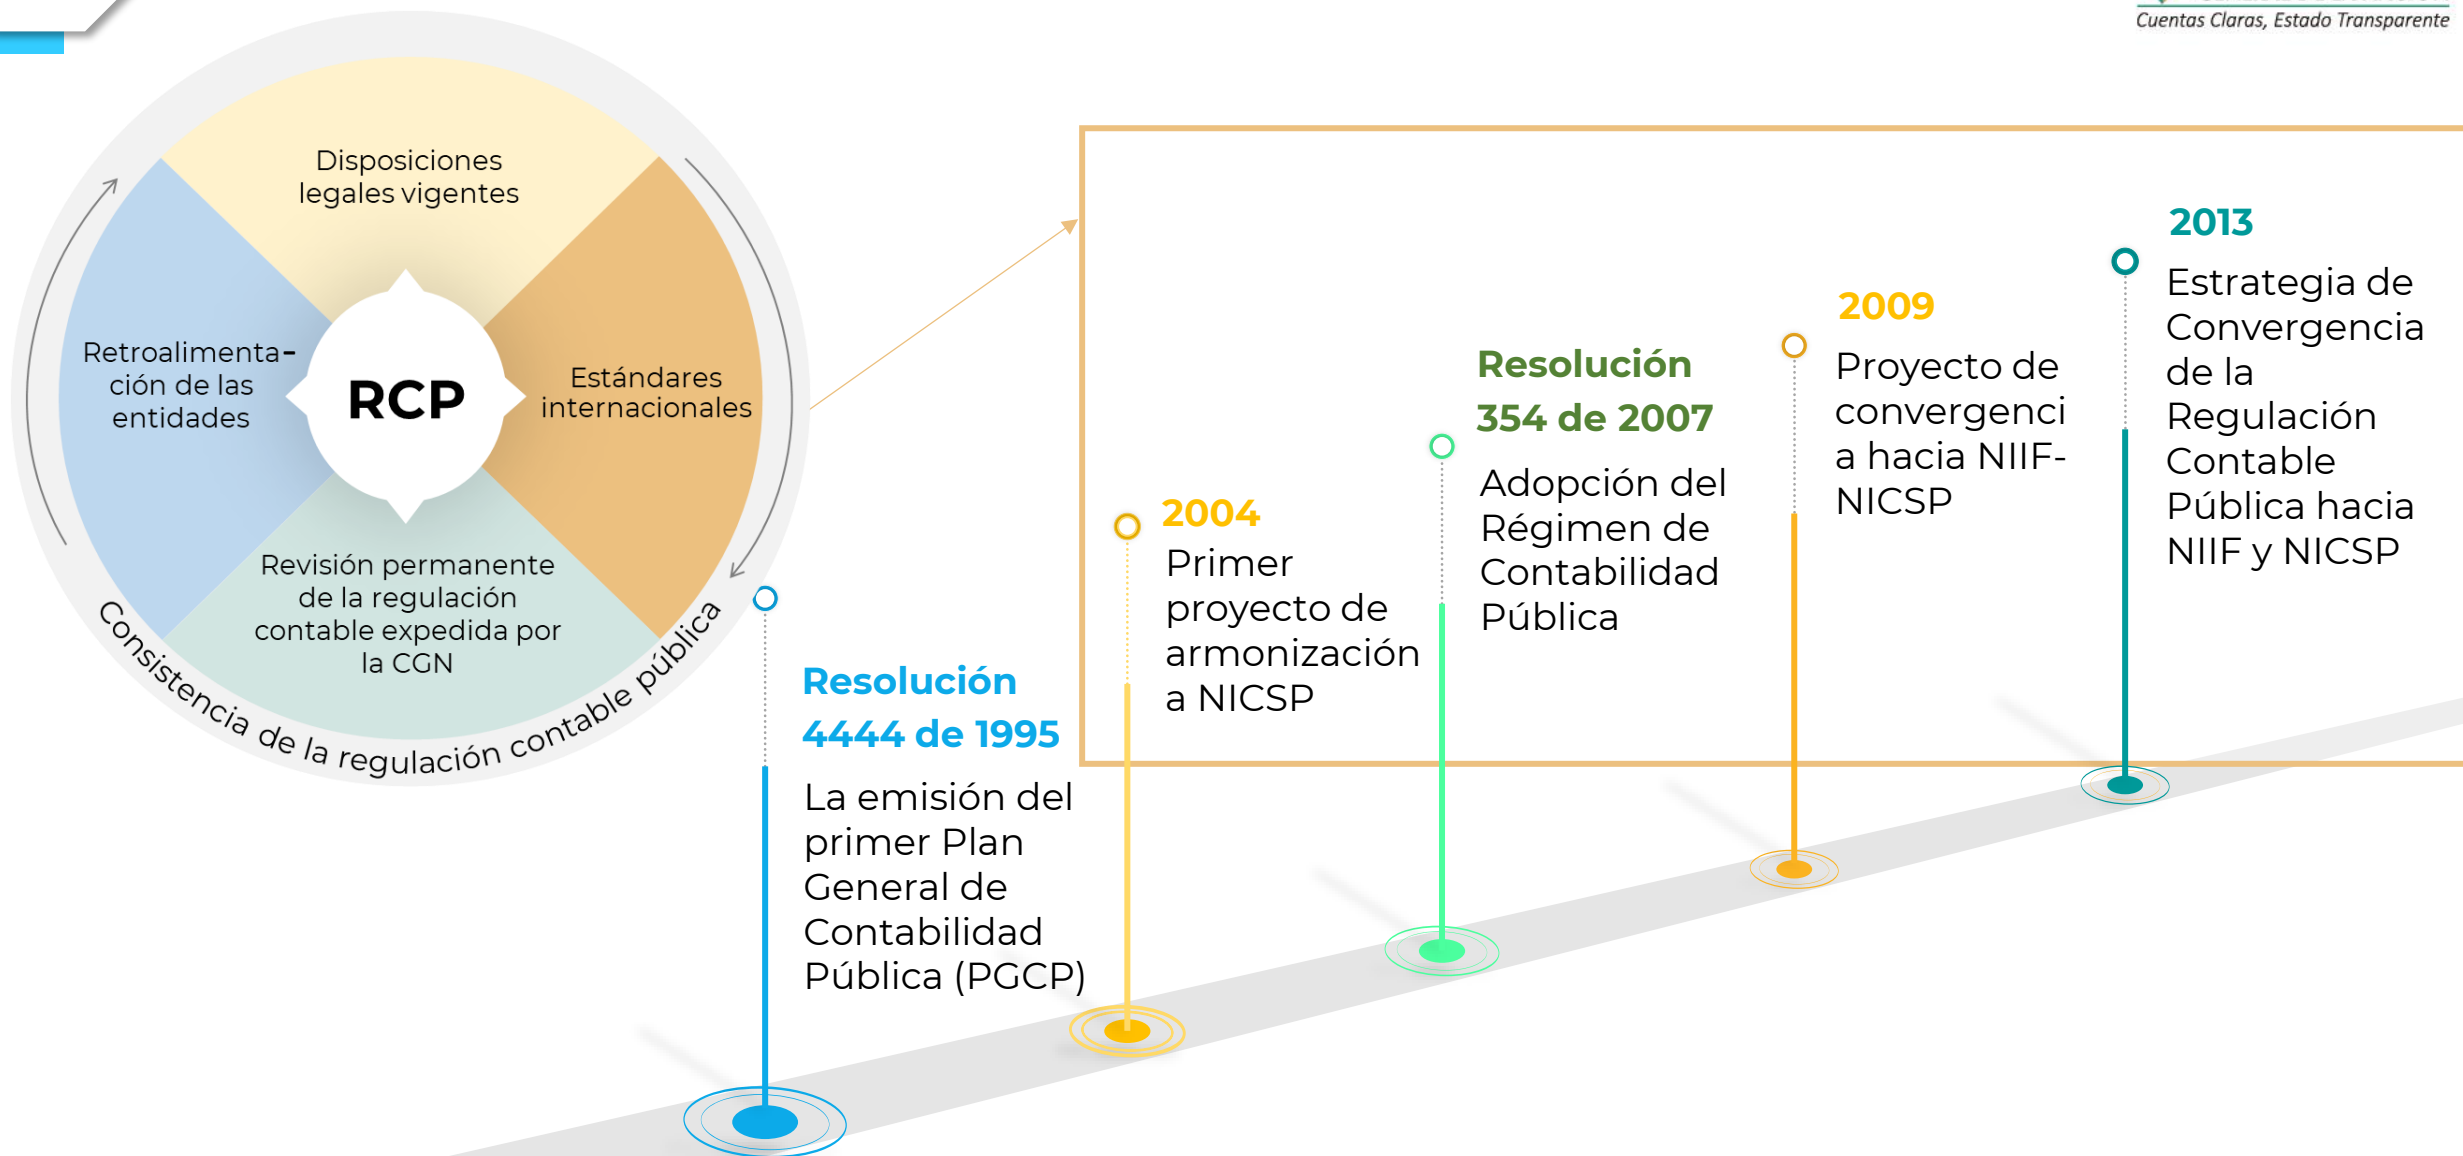 Cuentas Claras, Estado Transparente
Disposiciones
legales vigentes
Retroalimenta-
ción de las
entidades
RCP
Estándares
internacionales
Revisión permanente
de la regulación
contable expedida por
la CGN
Consistencia de la regulación contable pública
Resolución
4444 de 1995
La emisión del
primer Plan
General de
Contabilidad
Pública (PGCP)
2004
Primer
proyecto de
armonización
a NICSP
Resolución
354 de 2007
Adopción del
Régimen de
Contabilidad
Pública
2009
Proyecto de
convergenci
a hacia NIIF-
NICSP
2013
Estrategia de
Convergencia
de la
Regulación
Contable
Pública hacia
NIIF y NICSP